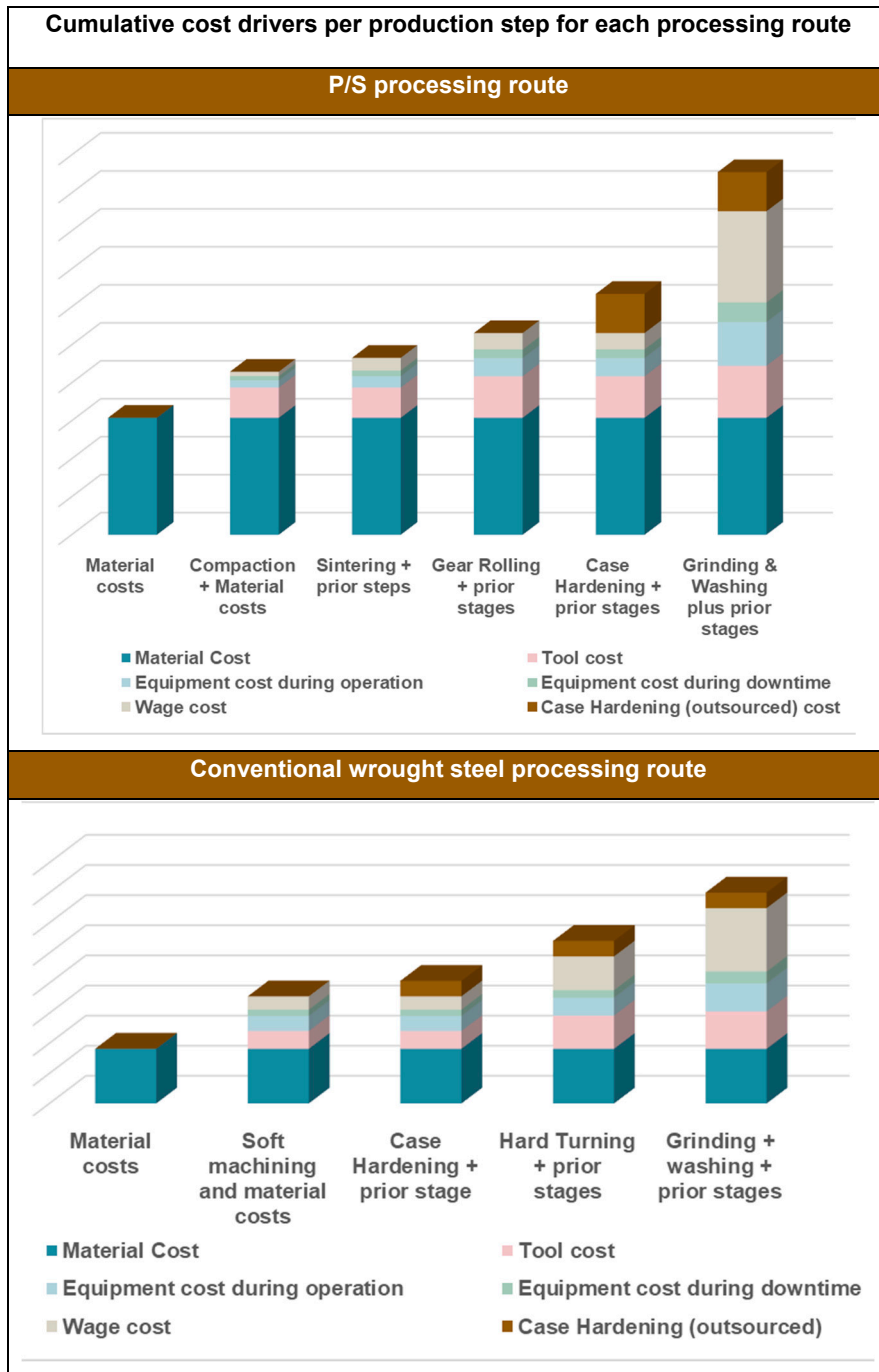 Cumulative cost drivers per production step for each processing route
P/S processing route
Material
costs
Compaction
+ Material
costs
Sintering +
prior steps
Gear Rolling
+ prior
stages
Case
Hardening +
prior stages
Grinding &
Washing
plus prior
stages
Material Cost
Tool cost
Equipment cost during operation
Equipment cost during downtime
Wage cost
Case Hardening (outsourced) cost
Conventional wrought steel processing route
Material
costs
Soft
machining
and material
costs
Case
Hardening +
prior stage
Hard Turning
+ prior
stages
Grinding +
washing +
prior stages
Material Cost
Tool cost
Equipment cost during operation
Equipment cost during downtime
Wage cost
Case Hardening (outsourced)